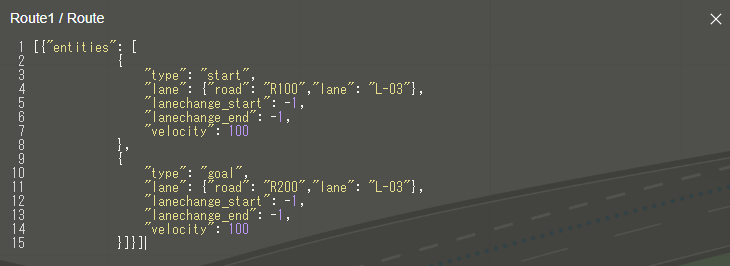 Route1 / Route
1 [{"entities": [
2 {
3 "type": "start",
4 "lane": {"road": "R100","lane": "L-03"},
5 "lanechange_start": -1,
6 "lanechange_end": -1,
7 "velocity": 100
8 },
9 {
10 "type": "goal",
11 "lane": {"road": "R200","lane": "L-03"},
12 "lanechange_start": -1,
13 "lanechange_end": -1,
14 "velocity": 100
15 }]}]